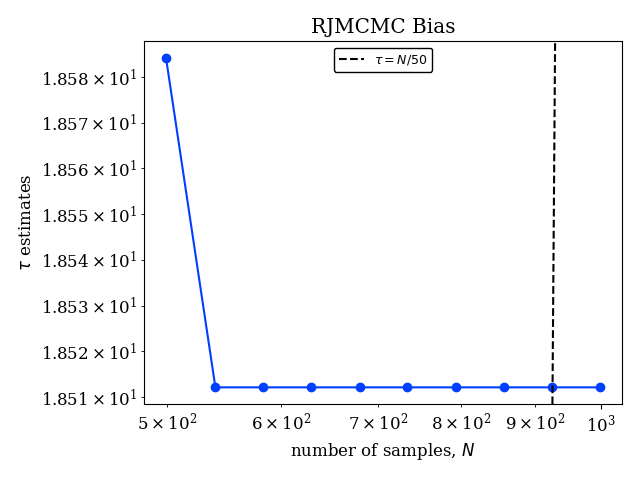 RJMCMC Bias
τ = N/50
τ estimates
1.858 × 10¹
1.857 × 10¹
1.856 × 10¹
1.855 × 10¹
1.854 × 10¹
1.853 × 10¹
1.852 × 10¹
1.851 × 10¹
5 × 10² 6 × 10² 7 × 10² 8 × 10² 9 × 10² 10³
number of samples, N